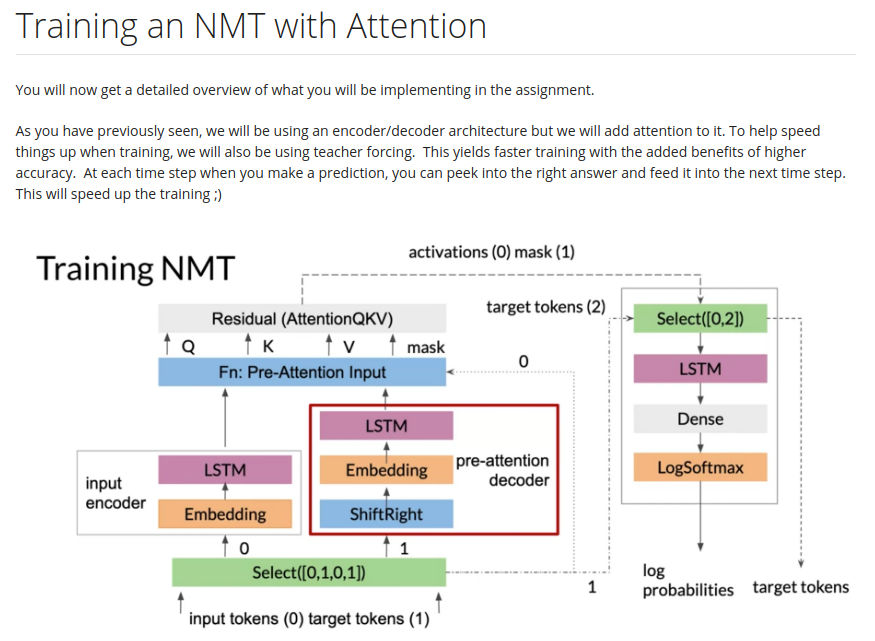 Training an NMT with Attention
You will now get a detailed overview of what you will be implementing in the assignment.
As you have previously seen, we will be using an encoder/decoder architecture but we will add attention to it. To help speed
things up when training, we will also be using teacher forcing.  This yields faster training with the added benefits of higher
accuracy.  At each time step when you make a prediction, you can peek into the right answer and feed it into the next time step.
This will speed up the training ;)
Training NMT
activations (0) mask (1)
Residual (AttentionQKV)
Q K V mask
Fn: Pre-Attention Input
0
LSTM
Embedding
ShiftRight
pre-attention
decoder
input
encoder
LSTM
Embedding
0 1
Select([0,1,0,1])
input tokens (0) target tokens (1)
1
target tokens (2)
Select([0,2])
LSTM
Dense
LogSoftmax
log
probabilities
target tokens